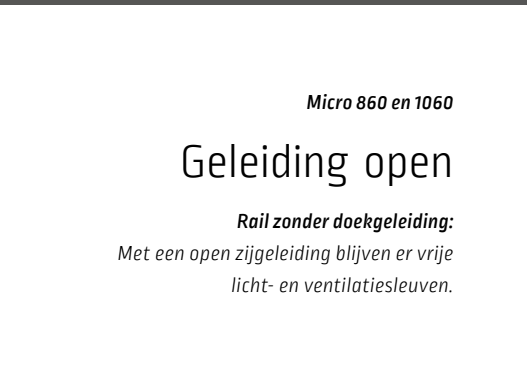 Micro 860 en 1060
Geleiding open
Rail zonder doekgeleiding:
Met een open zijgeleiding blijven er vrije
licht- en ventilatiesleuven.